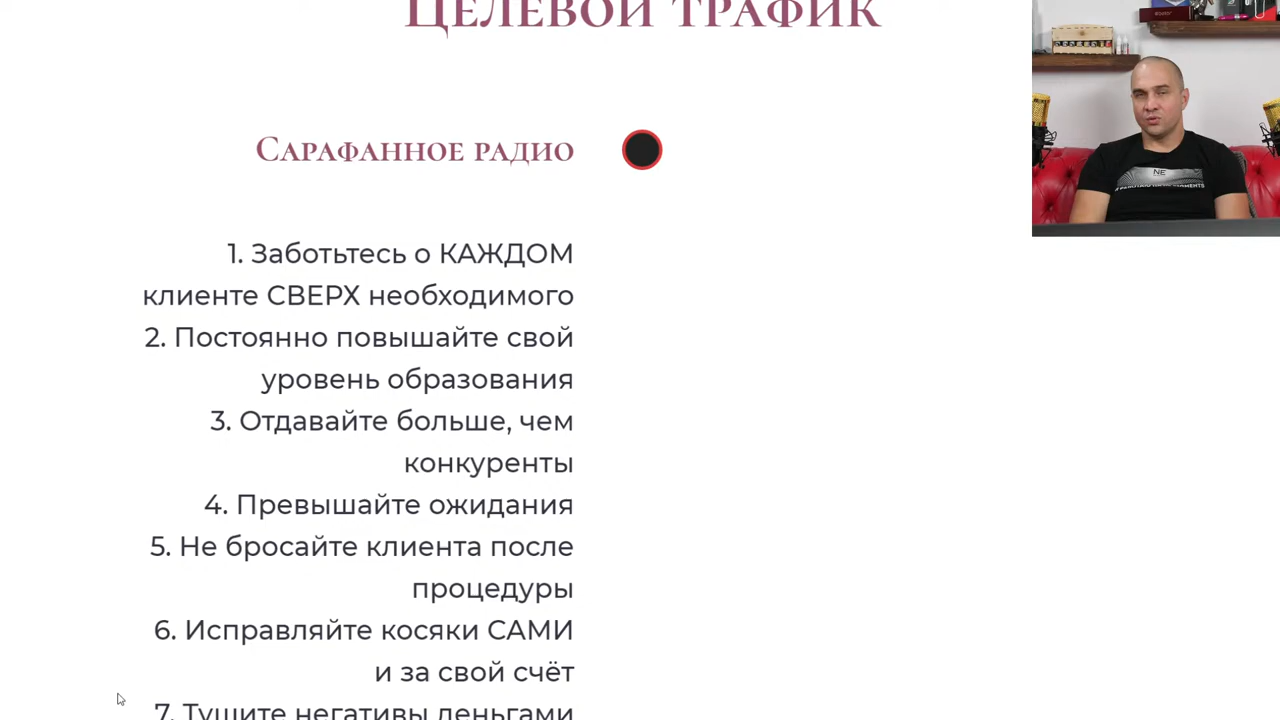 Целевой трафик
Сарафанное радио
1. Заботьтесь о КАЖДОМ
клиенте СВЕРХ необходимого
2. Постоянно повышайте свой
уровень образования
3. Отдавайте больше, чем
конкуренты
4. Превышайте ожидания
5. Не бросайте клиента после
процедуры
6. Исправляйте косяки САМИ
и за свой счёт
7. Тушите негативы деньгами
NE